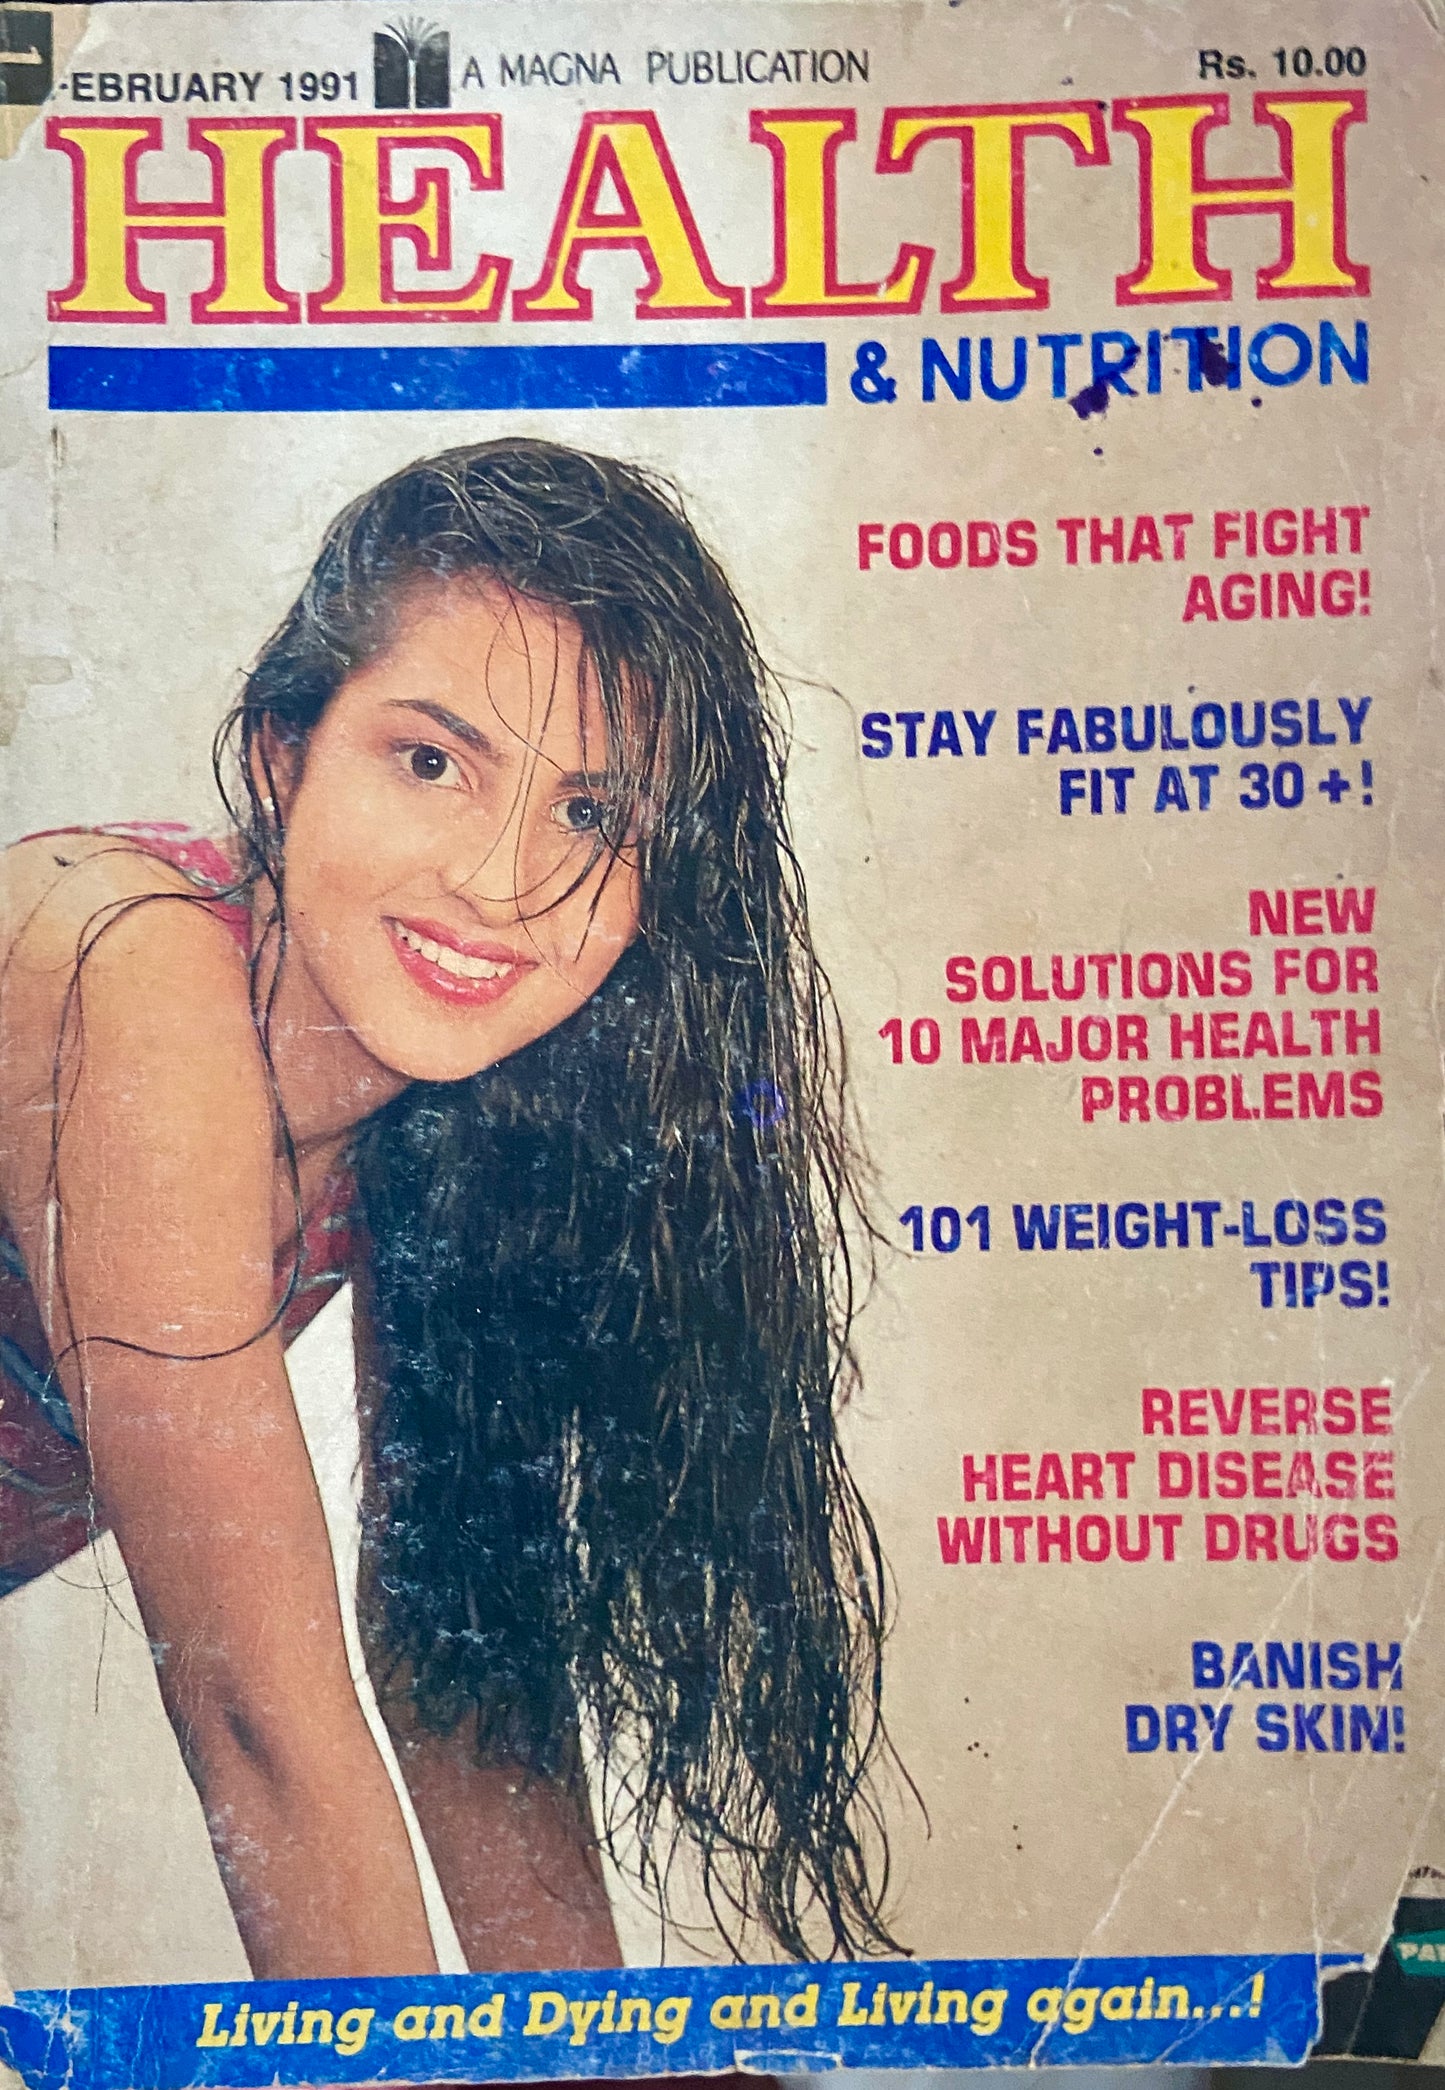 FEBRUARY 1991 A MAGNA PUBLICATION Rs. 10.00
HEALTH
& NUTRITION
FOODS THAT FIGHT
AGING!
STAY FABULOUSLY
FIT AT 30+!
NEW
SOLUTIONS FOR
10 MAJOR HEALTH
PROBLEMS
101 WEIGHT-LOSS
TIPS!
REVERSE
HEART DISEASE
WITHOUT DRUGS
BANISH
DRY SKIN!
Living and Dying and Living again...!